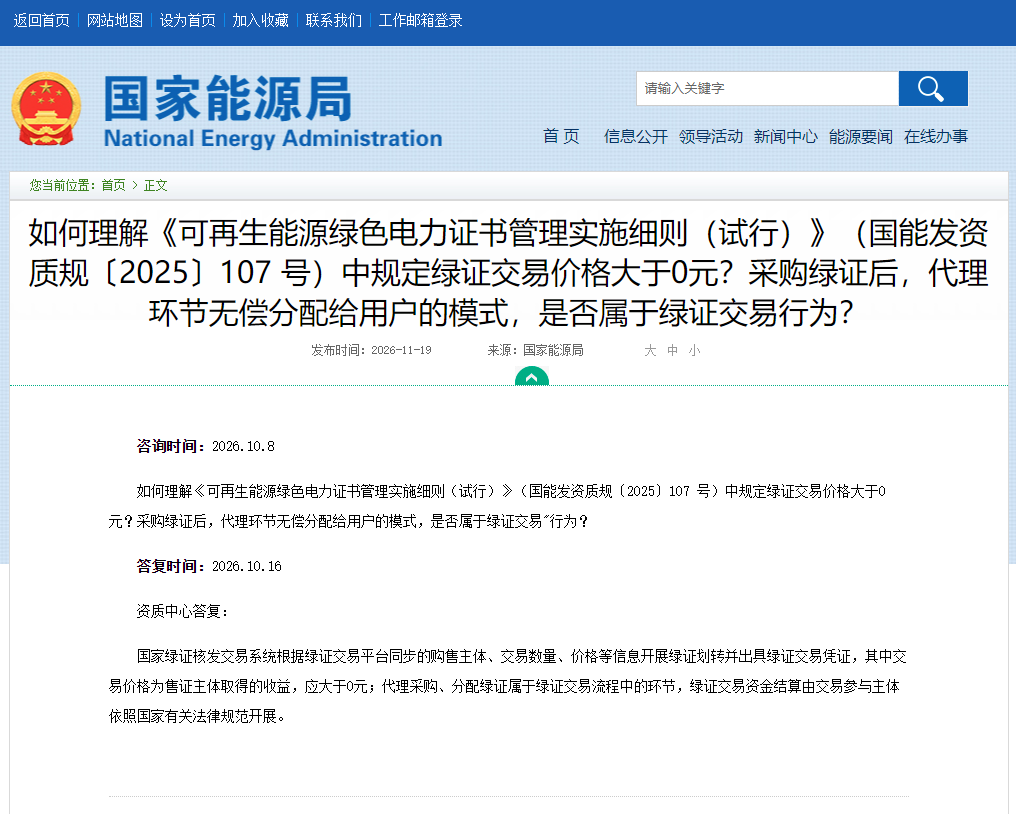 返回首页 网站地图 设为首页 加入收藏 联系我们 工作邮箱登录
国家能源局
National Energy Administration
请输入关键字
首 页 信息公开 领导活动 新闻中心 能源要闻 在线办事
您当前位置：首页 > 正文
如何理解《可再生能源绿色电力证书管理实施细则（试行）》（国能发资
质规〔2025〕107 号）中规定绿证交易价格大于0元？采购绿证后，代理
环节无偿分配给用户的模式，是否属于绿证交易行为？
发布时间：2026-11-19 来源：国家能源局 大 中 小
咨询时间：2026.10.8
如何理解《可再生能源绿色电力证书管理实施细则（试行）》（国能发资质规〔2025〕107 号）中规定绿证交易价格大于0
元？采购绿证后，代理环节无偿分配给用户的模式，是否属于绿证交易"行为？
答复时间：2026.10.16
资质中心答复：
国家绿证核发交易系统根据绿证交易平台同步的购售主体、交易数量、价格等信息开展绿证划转并出具绿证交易凭证，其中交
易价格为售证主体取得的收益，应大于0元；代理采购、分配绿证属于绿证交易流程中的环节，绿证交易资金结算由交易参与主体
依照国家有关法律规范开展。